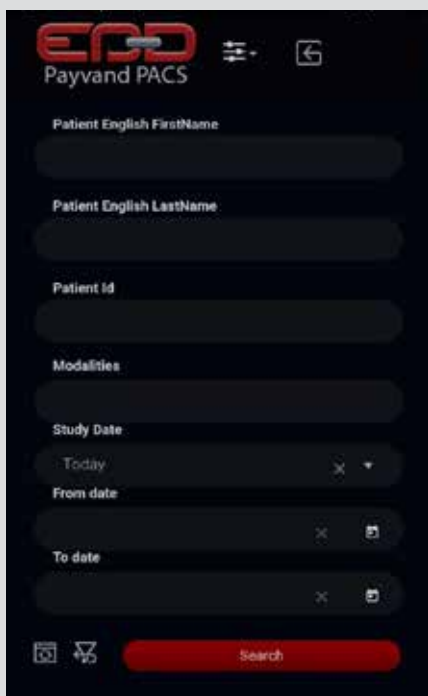 EPD
Payvand PACS
Patient English FirstName
Patient English LastName
Patient Id
Modalities
Study Date
Today
From date
To date
Search